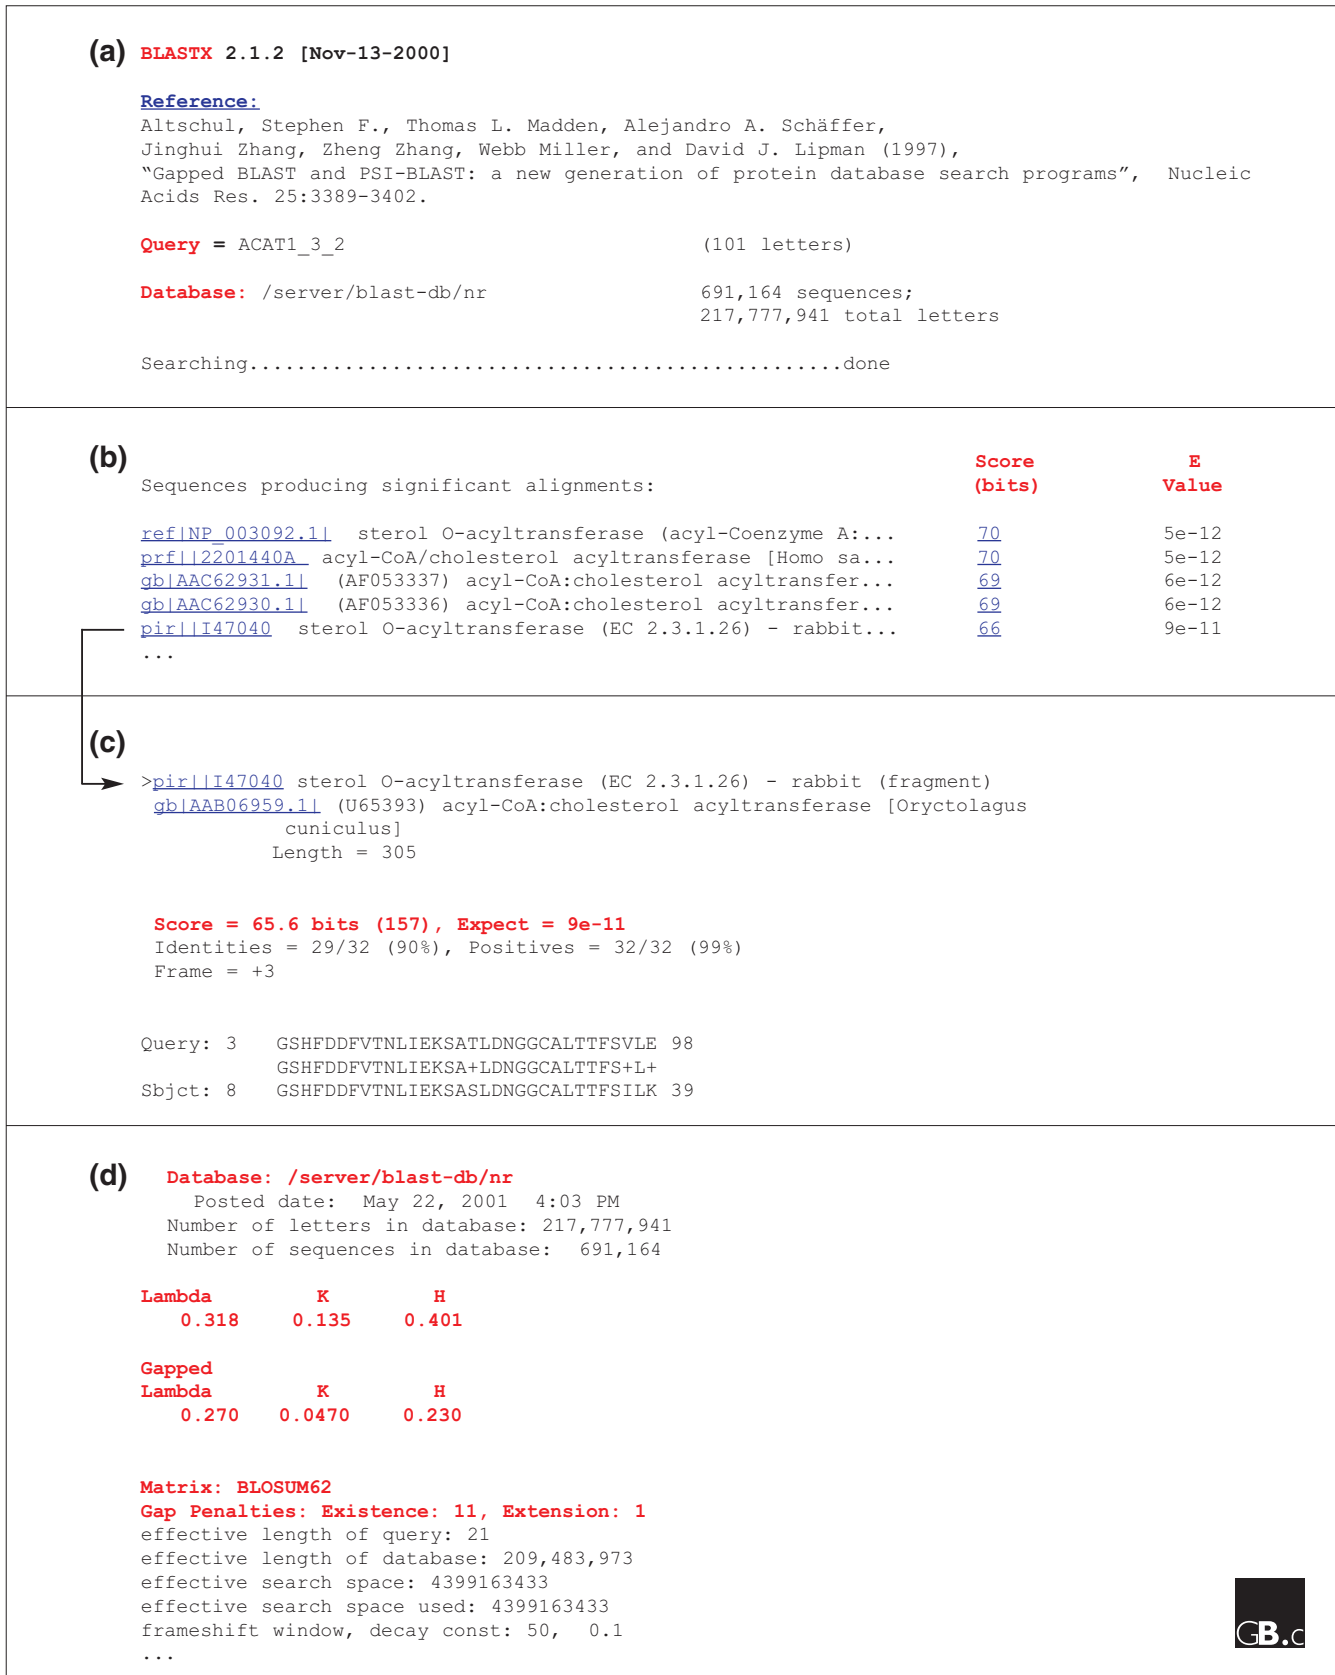 (a) BLASTX 2.1.2 [Nov-13-2000]
Reference:
Altschul, Stephen F., Thomas L. Madden, Alejandro A. Schäffer,
Jinghui Zhang, Zheng Zhang, Webb Miller, and David J. Lipman (1997),
“Gapped BLAST and PSI-BLAST: a new generation of protein database search programs”, Nucleic
Acids Res. 25:3389-3402.
Query = ACAT1_3_2 (101 letters)
Database: /server/blast-db/nr 691,164 sequences;
217,777,941 total letters
Searching..................................................done
(b) Score E
Sequences producing significant alignments: (bits) Value
ref|NP_003092.1| sterol O-acyltransferase (acyl-Coenzyme A:... 70 5e-12
prf||2201440A acyl-CoA/cholesterol acyltransferase [Homo sa... 70 5e-12
gb|AAC62931.1| (AF053337) acyl-CoA:cholesterol acyltransfer... 69 6e-12
gb|AAC62930.1| (AF053336) acyl-CoA:cholesterol acyltransfer... 69 6e-12
pir||I47040 sterol O-acyltransferase (EC 2.3.1.26) - rabbit... 66 9e-11
...
(c)
>pir||I47040 sterol O-acyltransferase (EC 2.3.1.26) - rabbit (fragment)
gb|AAB06959.1| (U65393) acyl-CoA:cholesterol acyltransferase [Oryctolagus
cuniculus]
Length = 305
Score = 65.6 bits (157), Expect = 9e-11
Identities = 29/32 (90%), Positives = 32/32 (99%)
Frame = +3
Query: 3 GSHFDDFVTNLIEKSATLDNGGCALTTFSVLE 98
GSHFDDFVTNLIEKSA+LDNGGCALTTFS+L+
Sbjct: 8 GSHFDDFVTNLIEKSASLDNGGCALTTFSILK 39
(d) Database: /server/blast-db/nr
Posted date: May 22, 2001 4:03 PM
Number of letters in database: 217,777,941
Number of sequences in database: 691,164
Lambda K H
0.318 0.135 0.401
Gapped
Lambda K H
0.270 0.0470 0.230
Matrix: BLOSUM62
Gap Penalties: Existence: 11, Extension: 1
effective length of query: 21
effective length of database: 209,483,973
effective search space: 4399163433
effective search space used: 4399163433
frameshift window, decay const: 50, 0.1
...
GB.c